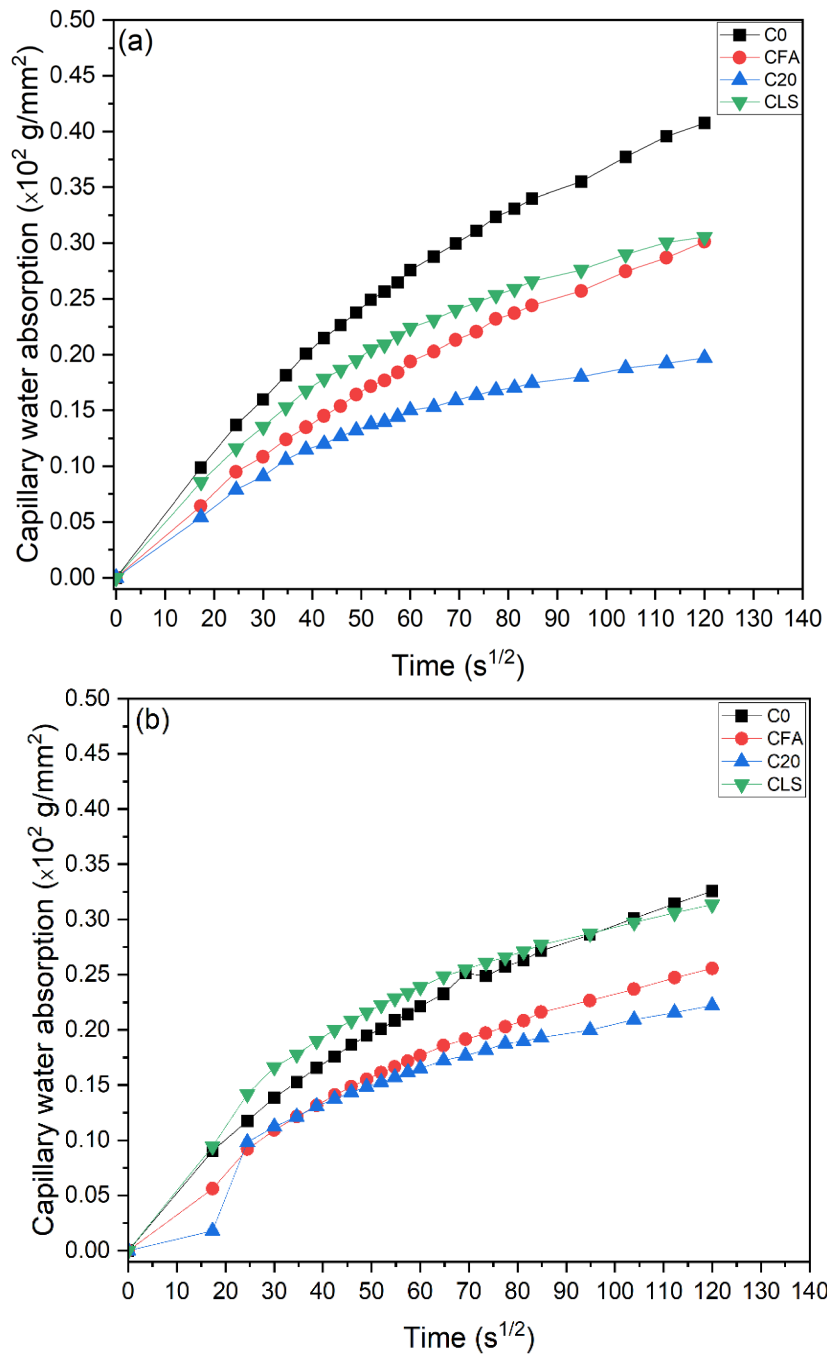 (a)
C0
CFA
C20
CLS
0.50
0.45
0.40
0.35
0.30
0.25
0.20
0.15
0.10
0.05
0.00
Capillary water absorption (×10² g/mm²)
0 10 20 30 40 50 60 70 80 90 100 110 120 130 140
Time (s^1/2)
(b)
C0
CFA
C20
CLS
0.50
0.45
0.40
0.35
0.30
0.25
0.20
0.15
0.10
0.05
0.00
Capillary water absorption (×10² g/mm²)
0 10 20 30 40 50 60 70 80 90 100 110 120 130 140
Time (s^1/2)